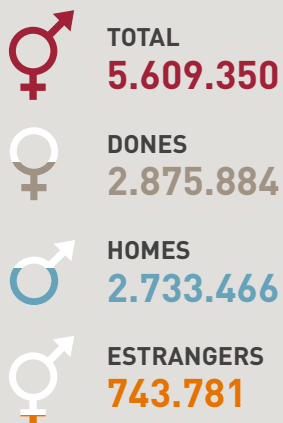 TOTAL
5.609.350
DONES
2.875.884
HOMES
2.733.466
ESTRANGERS
743.781